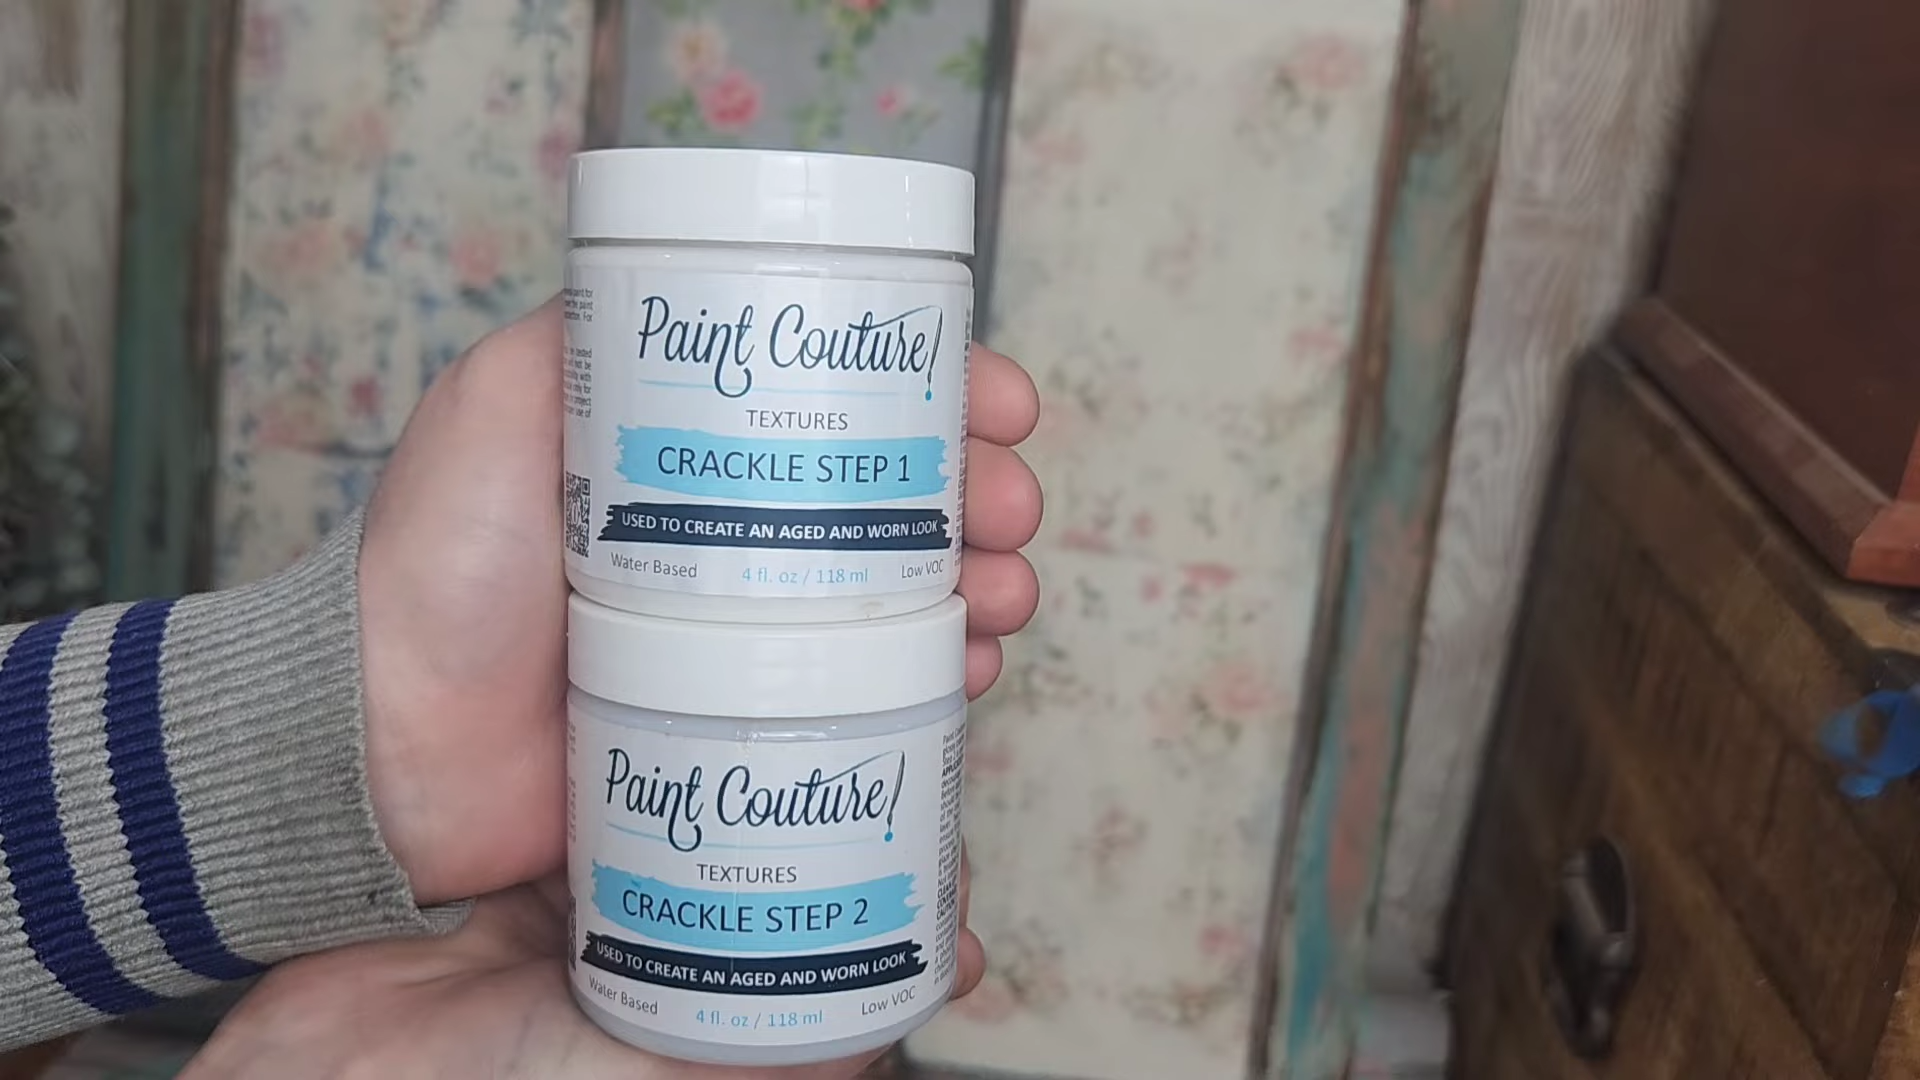 Paint Couture!
TEXTURES
CRACKLE STEP 1
USED TO CREATE AN AGED AND WORN LOOK
Water Based 4 fl. oz / 118 ml Low VOC
Paint Couture!
TEXTURES
CRACKLE STEP 2
USED TO CREATE AN AGED AND WORN LOOK
Water Based 4 fl. oz / 118 ml Low VOC